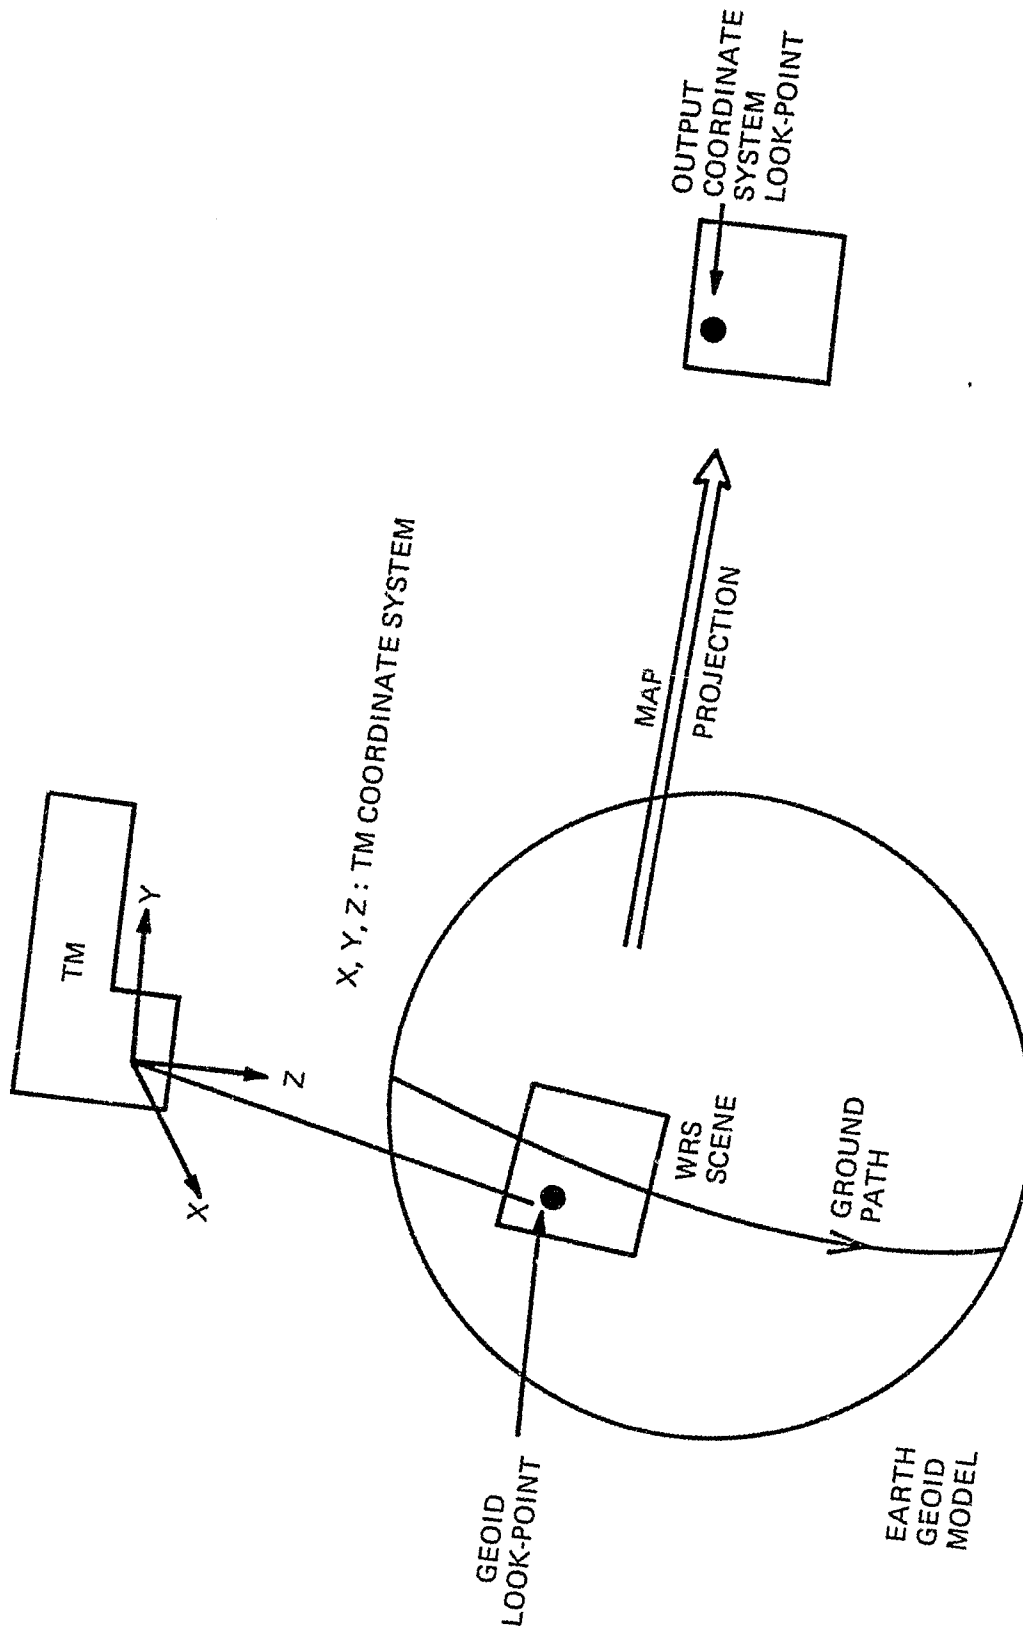 TM
Y
X
Z
X, Y, Z : TM COORDINATE SYSTEM
GEOID
LOOK-POINT
WRS
SCENE
GROUND
PATH
EARTH
GEOID
MODEL
MAP
PROJECTION
OUTPUT
COORDINATE
SYSTEM
LOOK-POINT